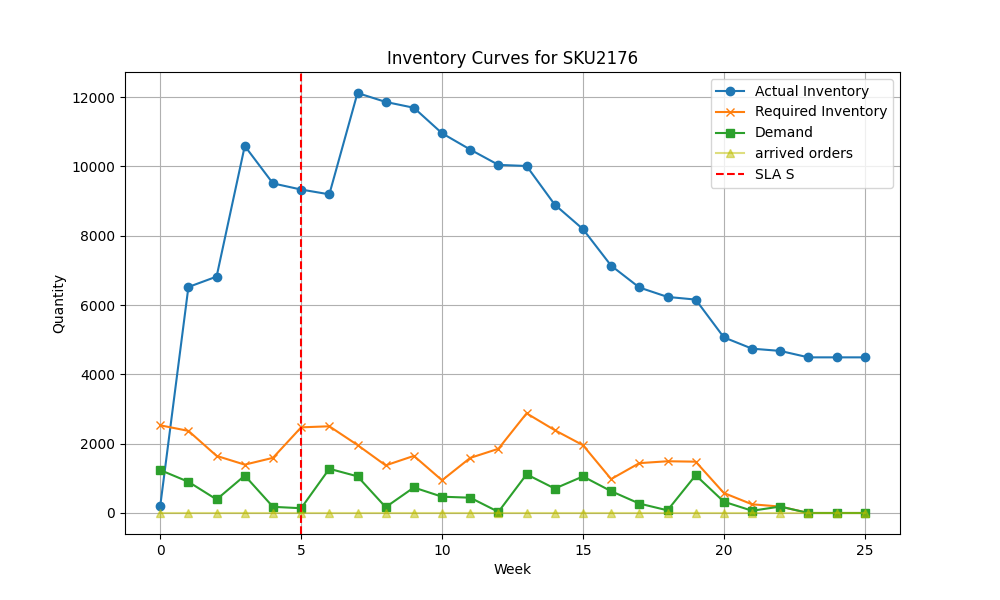 Inventory Curves for SKU2176
Actual Inventory
Required Inventory
Demand
arrived orders
SLA S
Quantity
12000
10000
8000
6000
4000
2000
0
0 5 10 15 20 25
Week